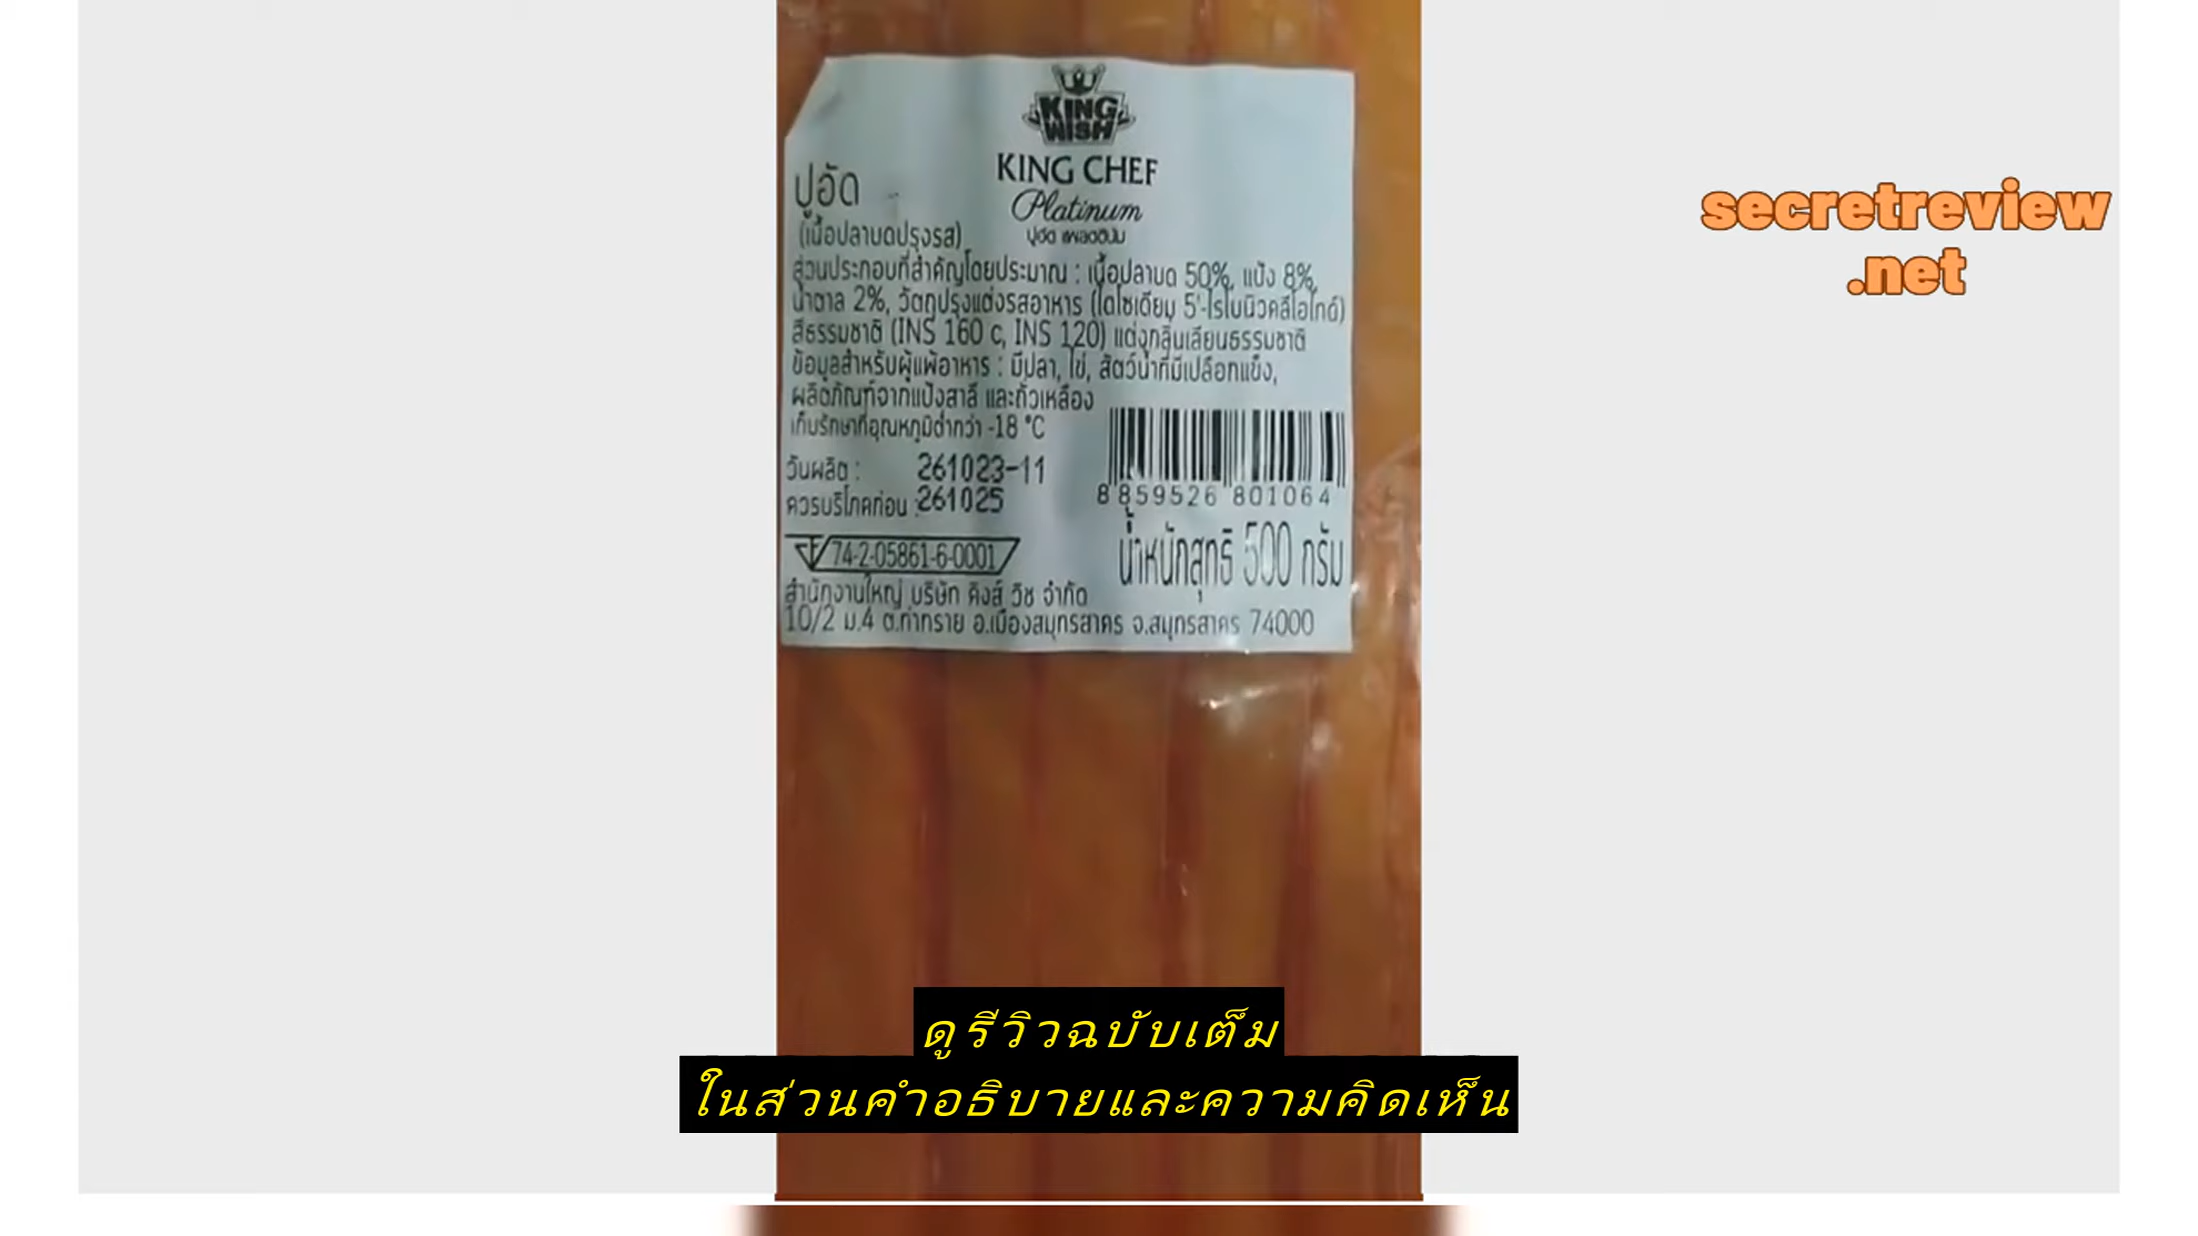 KING
WISH
KING CHEF
Platinum
ปูอัด แพลตตินัม
ปูอัด
(เนื้อปลาบดปรุงรส)
ส่วนประกอบที่สำคัญโดยประมาณ : เนื้อปลาบด 50%, แป้ง 8%,
น้ำตาล 2%, วัตถุปรุงแต่งรสอาหาร (ไดโซเดียม 5'-ไรโบนิวคลีโอไทด์)
สีธรรมชาติ (INS 160 c, INS 120) แต่งกลิ่นเลียนธรรมชาติ
ข้อมูลสำหรับผู้แพ้อาหาร : มีปลา, ไข่, สัตว์น้ำที่มีเปลือกแข็ง,
ผลิตภัณฑ์จากแป้งสาลี และถั่วเหลือง
เก็บรักษาที่อุณหภูมิต่ำกว่า -18 °C
วันผลิต : 261023-11
ควรบริโภคก่อน : 261025
8 859526 801064
74-2-05861-6-0001
น้ำหนักสุทธิ 500 กรัม
สำนักงานใหญ่ บริษัท คิงส์ วิช จำกัด
10/2 ม.4 ต.ท่าทราย อ.เมืองสมุทรสาคร จ.สมุทรสาคร 74000
secretreview
.net
ดูรีวิวฉบับเต็ม
ในส่วนคำอธิบายและความคิดเห็น